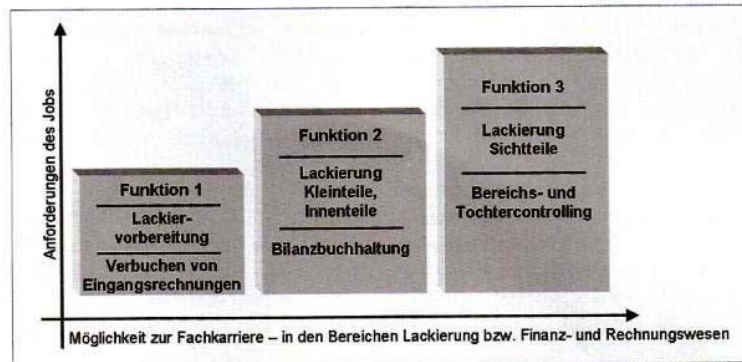 Anforderungen des Jobs
Funktion 1
Lackier-
vorbereitung
Verbuchen von
Eingangsrechnungen
Funktion 2
Lackierung
Kleinteile,
Innenteile
Bilanzbuchhaltung
Funktion 3
Lackierung
Sichtteile
Bereichs- und
Tochtercontrolling
Möglichkeit zur Fachkarriere – in den Bereichen Lackierung bzw. Finanz- und Rechnungswesen